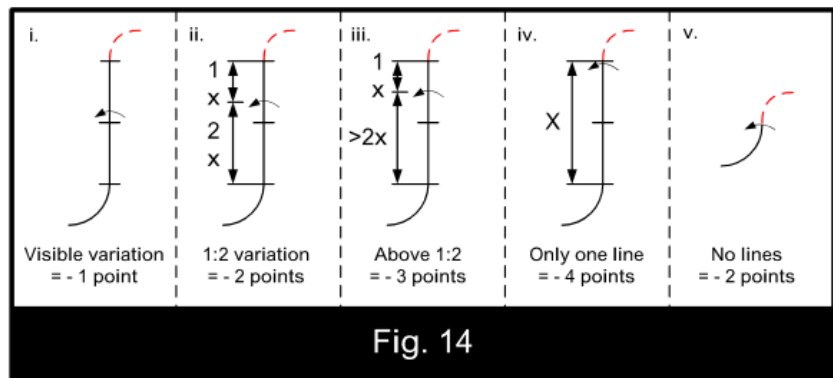 i.
ii.
iii.
iv.
v.
1
x
2
x
1
x
>2x
X
Visible variation
= - 1 point
1:2 variation
= - 2 points
Above 1:2
= - 3 points
Only one line
= - 4 points
No lines
= - 2 points
Fig. 14